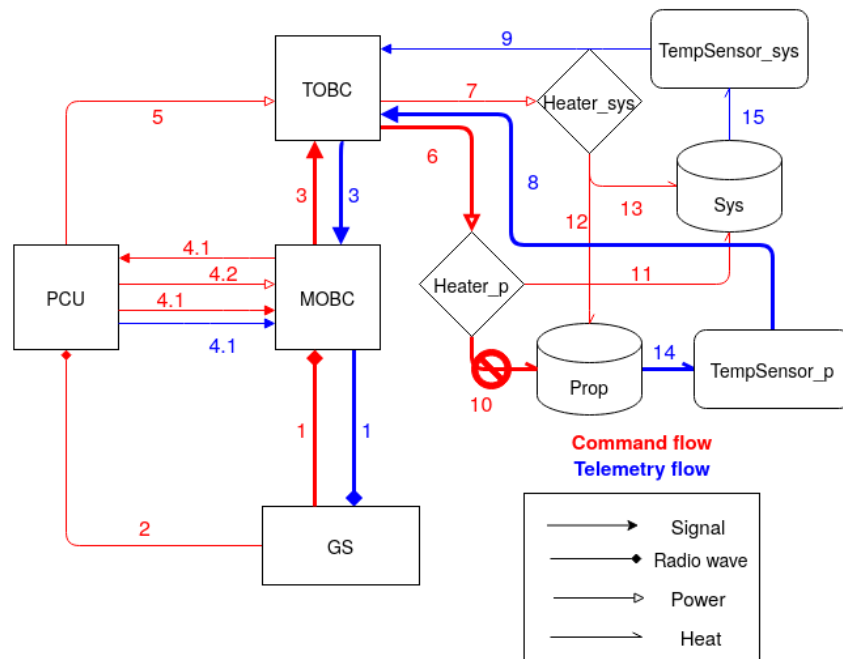 9
TempSensor_sys
TOBC
7
Heater_sys
5
15
6
3
3
8
Sys
12
13
4.1
PCU
4.2
MOBC
4.1
4.1
Heater_p
11
14
TempSensor_p
Prop
10
1
1
Command flow
Telemetry flow
2
GS
Signal
Radio wave
Power
Heat